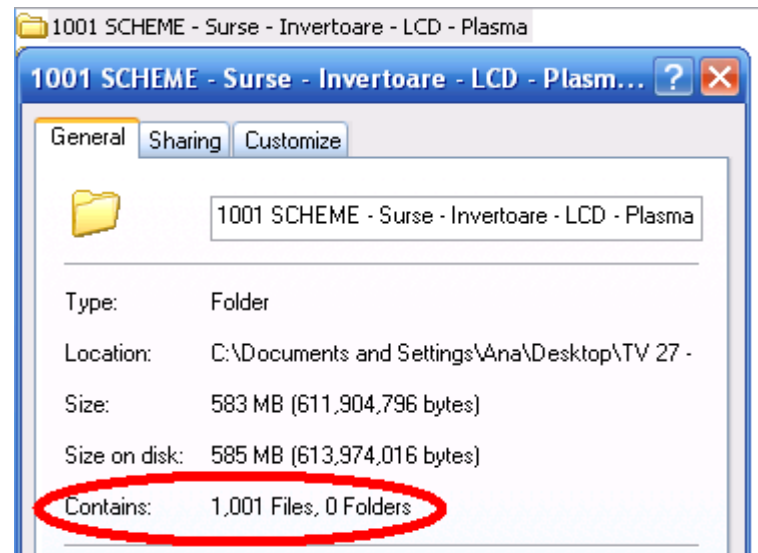 1001 SCHEME - Surse - Invertoare - LCD - Plasma
1001 SCHEME - Surse - Invertoare - LCD - Plasm... ?
General Sharing Customize
1001 SCHEME - Surse - Invertoare - LCD - Plasma
Type: Folder
Location: C:\Documents and Settings\Ana\Desktop\TV 27 -
Size: 583 MB (611,904,796 bytes)
Size on disk: 585 MB (613,974,016 bytes)
Contains: 1,001 Files, 0 Folders